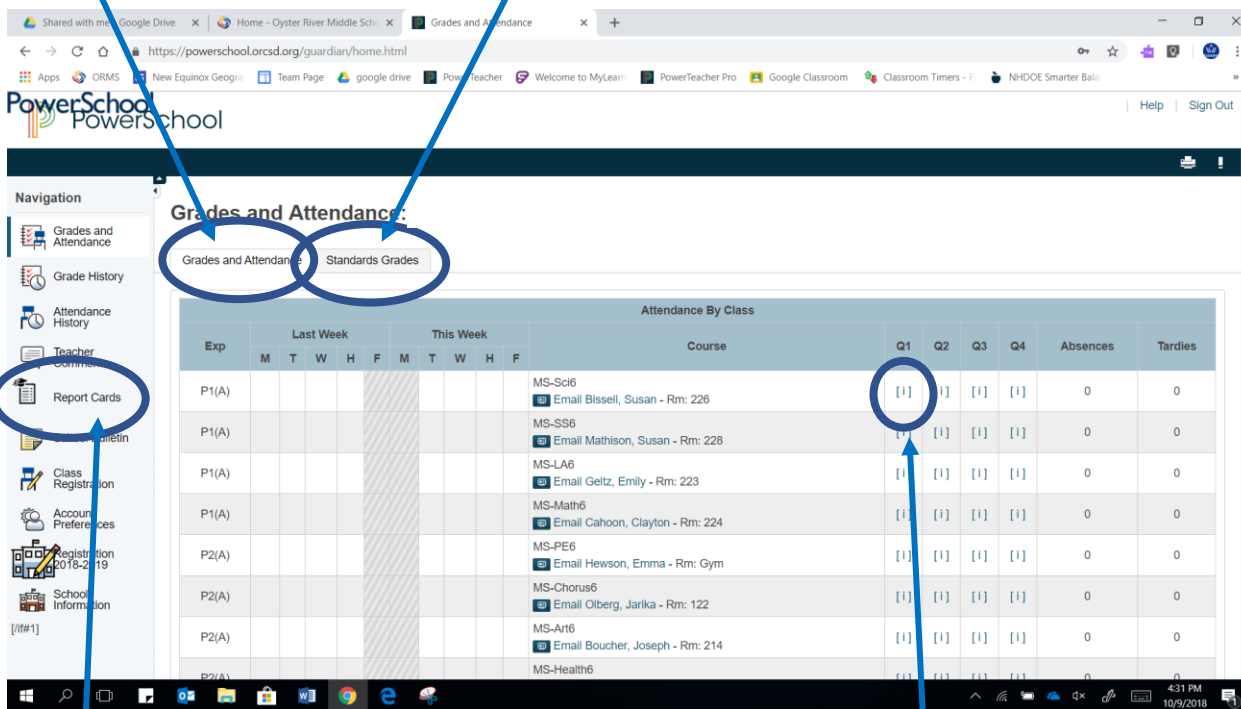 Shared with me - Google Drive
Home - Oyster River Middle Scho
Grades and Attendance
https://powerschool.orcsd.org/guardian/home.html
Apps ORMS New Equinox Geogra Team Page google drive PowerTeacher Welcome to MyLearn PowerTeacher Pro Google Classroom Classroom Timers - F NHDOE Smarter Bala »
PowerSchool
PowerSchool
Help | Sign Out
Navigation
Grades and Attendance
Grade History
Attendance History
Teacher Comments
Report Cards
School Bulletin
Class Registration
Account Preferences
Registration 2018-2019
School Information
[/if#1]
Grades and Attendance:
Grades and Attendance Standards Grades
Attendance By Class
Exp Last Week This Week Course Q1 Q2 Q3 Q4 Absences Tardies
M T W H F M T W H F
P1(A) MS-Sci6 [ i ] [ i ] [ i ] [ i ] 0 0
Email Bissell, Susan - Rm: 226
P1(A) MS-SS6 [ i ] [ i ] [ i ] [ i ] 0 0
Email Mathison, Susan - Rm: 228
P1(A) MS-LA6 [ i ] [ i ] [ i ] [ i ] 0 0
Email Geltz, Emily - Rm: 223
P1(A) MS-Math6 [ i ] [ i ] [ i ] [ i ] 0 0
Email Cahoon, Clayton - Rm: 224
P2(A) MS-PE6 [ i ] [ i ] [ i ] [ i ] 0 0
Email Hewson, Emma - Rm: Gym
P2(A) MS-Chorus6 [ i ] [ i ] [ i ] [ i ] 0 0
Email Olberg, Jarika - Rm: 122
P2(A) MS-Art6 [ i ] [ i ] [ i ] [ i ] 0 0
Email Boucher, Joseph - Rm: 214
P2(A) MS-Health6 [ i ] [ i ] [ i ] [ i ] 0 0
4:31 PM
10/9/2018